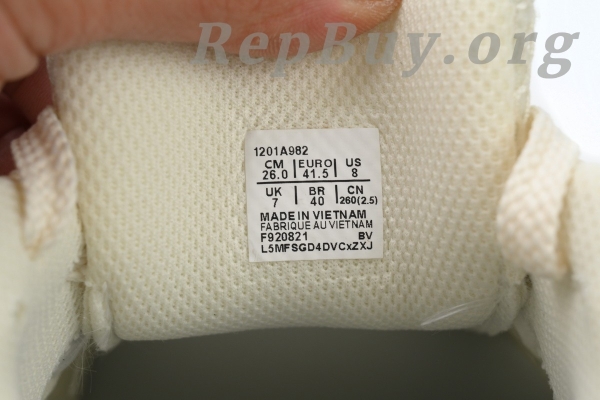 RepBuy.org
1201A982
CM EURO US
26.0 41.5 8
UK BR CN
7 40 260(2.5)
MADE IN VIETNAM
FABRIQUE AU VIETNAM
F920821 BV
L5MFSGD4DVCxZXJ